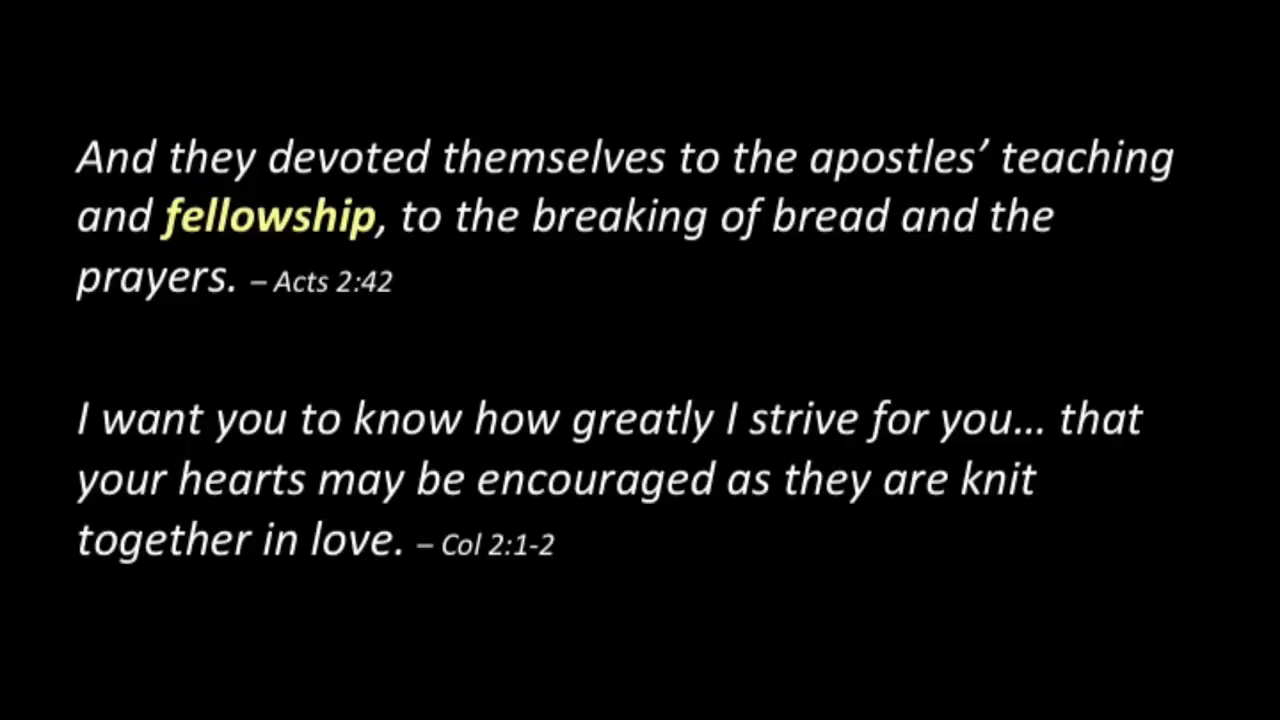 And they devoted themselves to the apostles’ teaching
and fellowship, to the breaking of bread and the
prayers. – Acts 2:42
I want you to know how greatly I strive for you... that
your hearts may be encouraged as they are knit
together in love. – Col 2:1-2